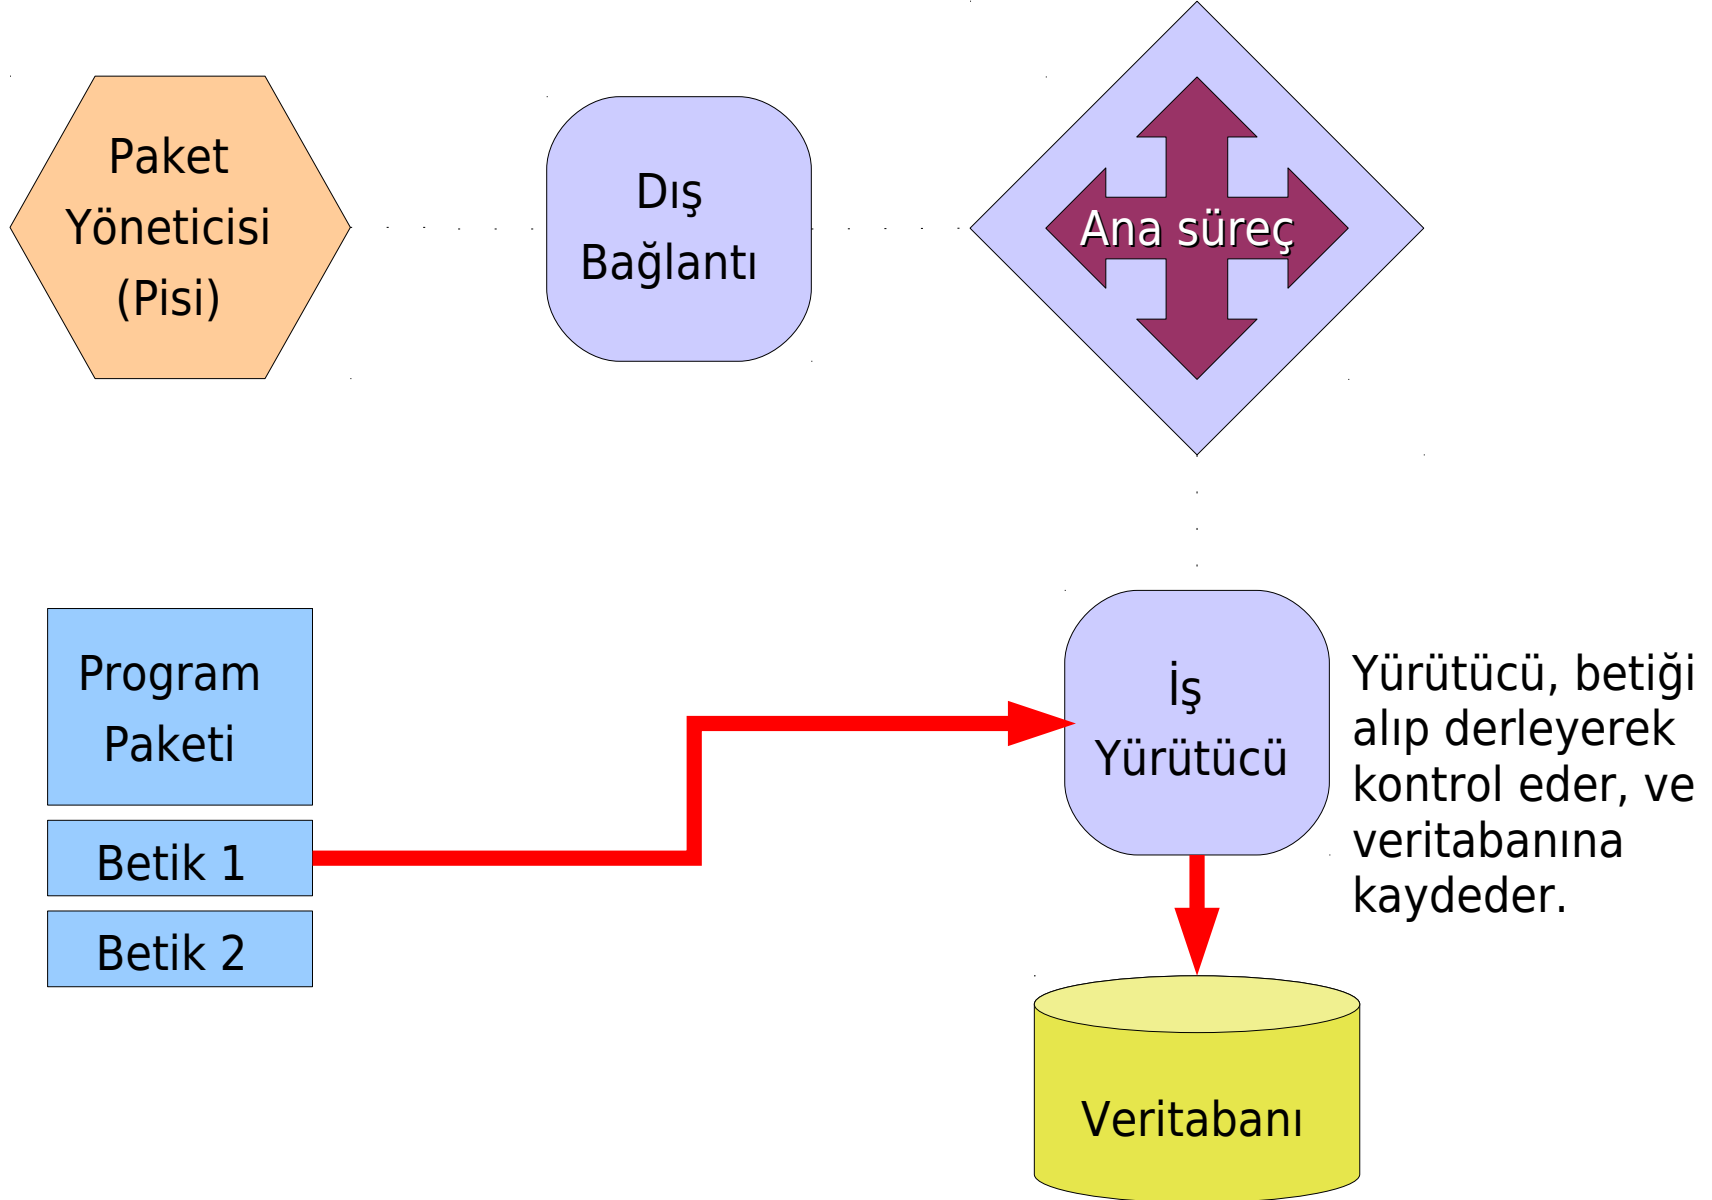 Paket
Yöneticisi
(Pisi)
Dış
Bağlantı
Ana süreç
Program
Paketi
Betik 1
Betik 2
İş
Yürütücü
Yürütücü, betiği
alıp derleyerek
kontrol eder, ve
veritabanına
kaydeder.
Veritabanı